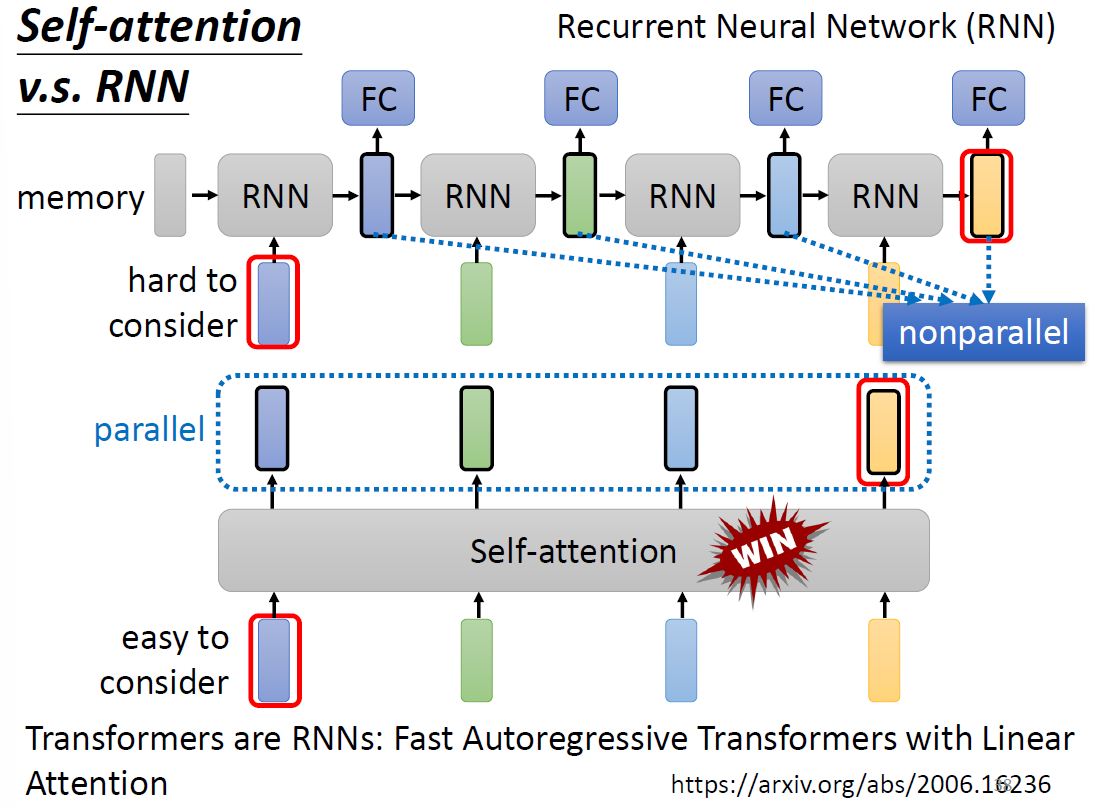 Self-attention
v.s. RNN
Recurrent Neural Network (RNN)
FC
FC
FC
FC
memory
RNN
RNN
RNN
RNN
hard to
consider
nonparallel
parallel
Self-attention
WIN
easy to
consider
Transformers are RNNs: Fast Autoregressive Transformers with Linear
Attention
https://arxiv.org/abs/2006.16236
38